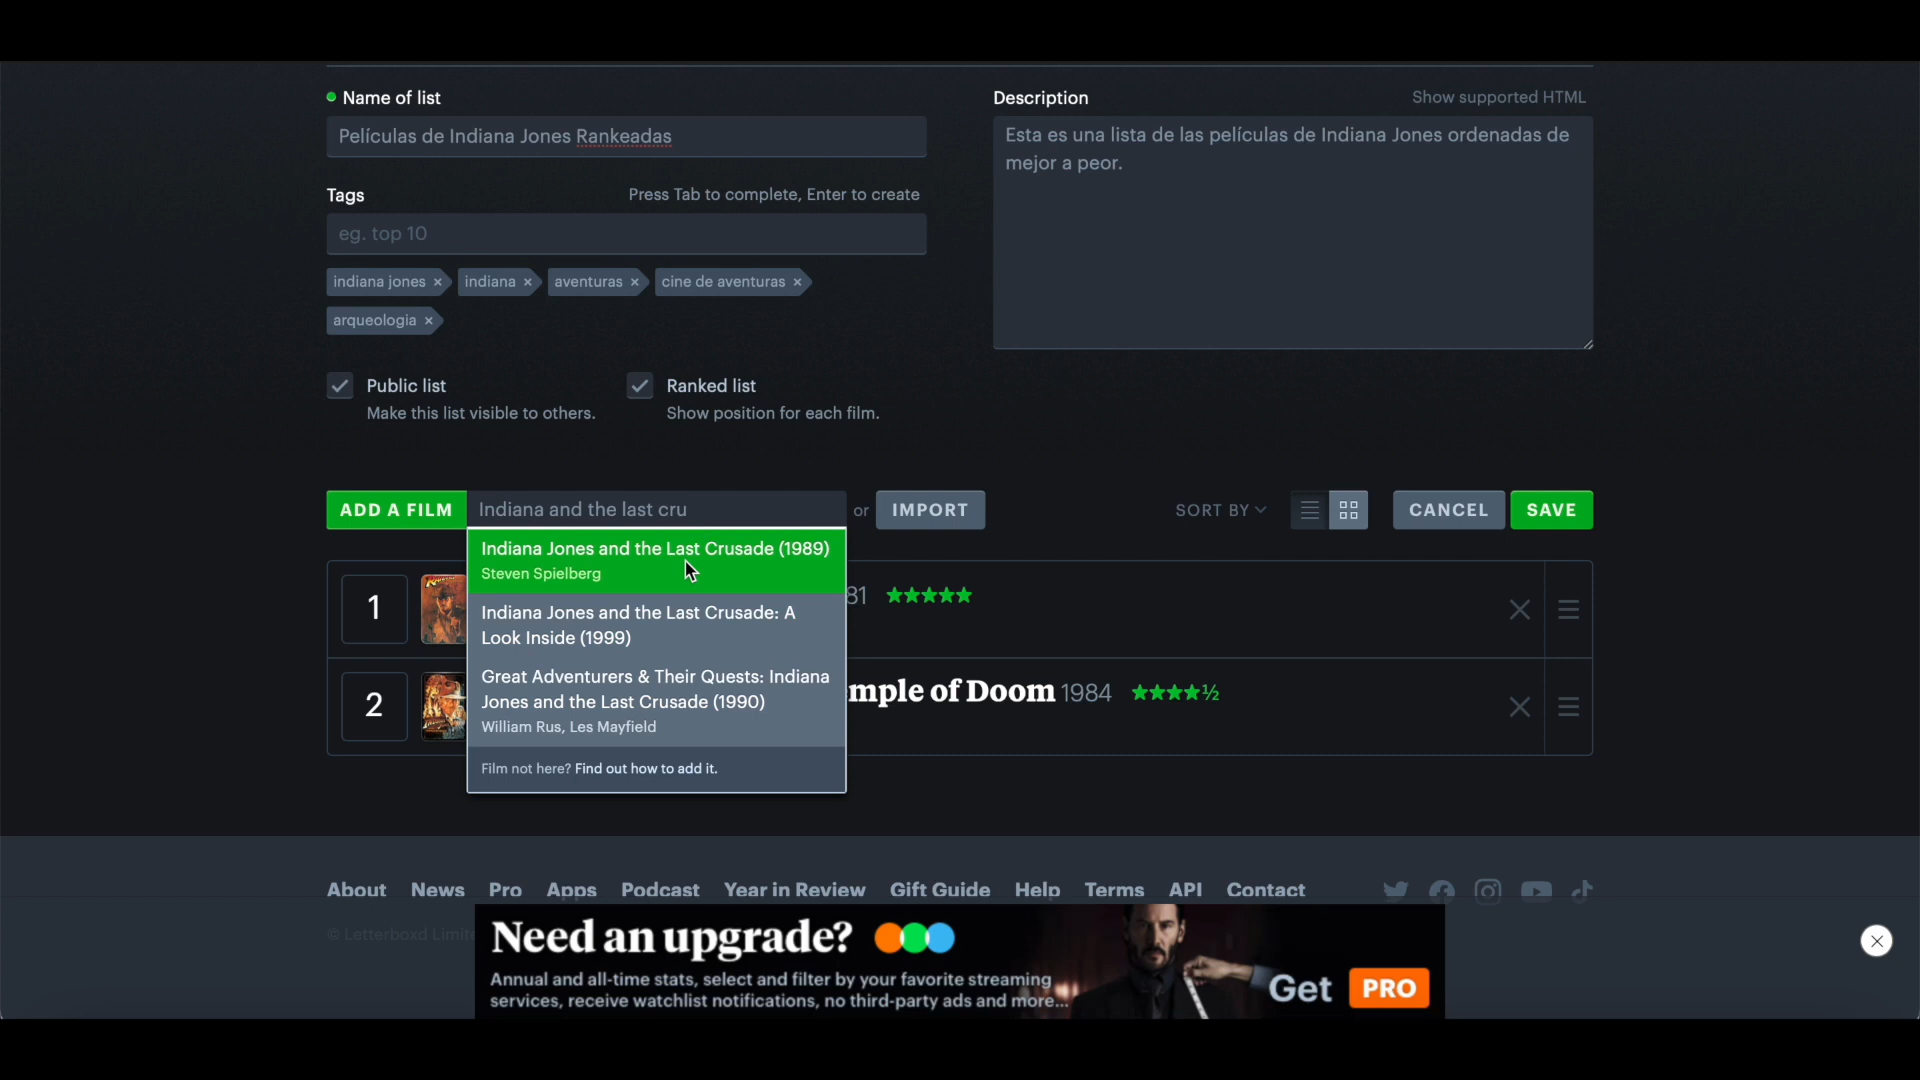 Name of list
Películas de Indiana Jones Rankeadas
Tags
Press Tab to complete, Enter to create
eg. top 10
indiana jones ×
indiana ×
aventuras ×
cine de aventuras ×
arqueologia ×
Public list
Make this list visible to others.
Ranked list
Show position for each film.
Description
Show supported HTML
Esta es una lista de las películas de Indiana Jones ordenadas de
mejor a peor.
ADD A FILM
Indiana and the last cru
or
IMPORT
SORT BY
CANCEL
SAVE
Indiana Jones and the Last Crusade (1989)
Steven Spielberg
Indiana Jones and the Last Crusade: A
Look Inside (1999)
Great Adventurers & Their Quests: Indiana
Jones and the Last Crusade (1990)
William Rus, Les Mayfield
Film not here? Find out how to add it.
1
81 ★★★★★
2
mple of Doom 1984 ★★★★½
About News Pro Apps Podcast Year in Review Gift Guide Help Terms API Contact
© Letterboxd Limite
Need an upgrade?
Annual and all-time stats, select and filter by your favorite streaming
services, receive watchlist notifications, no third-party ads and more...
Get PRO